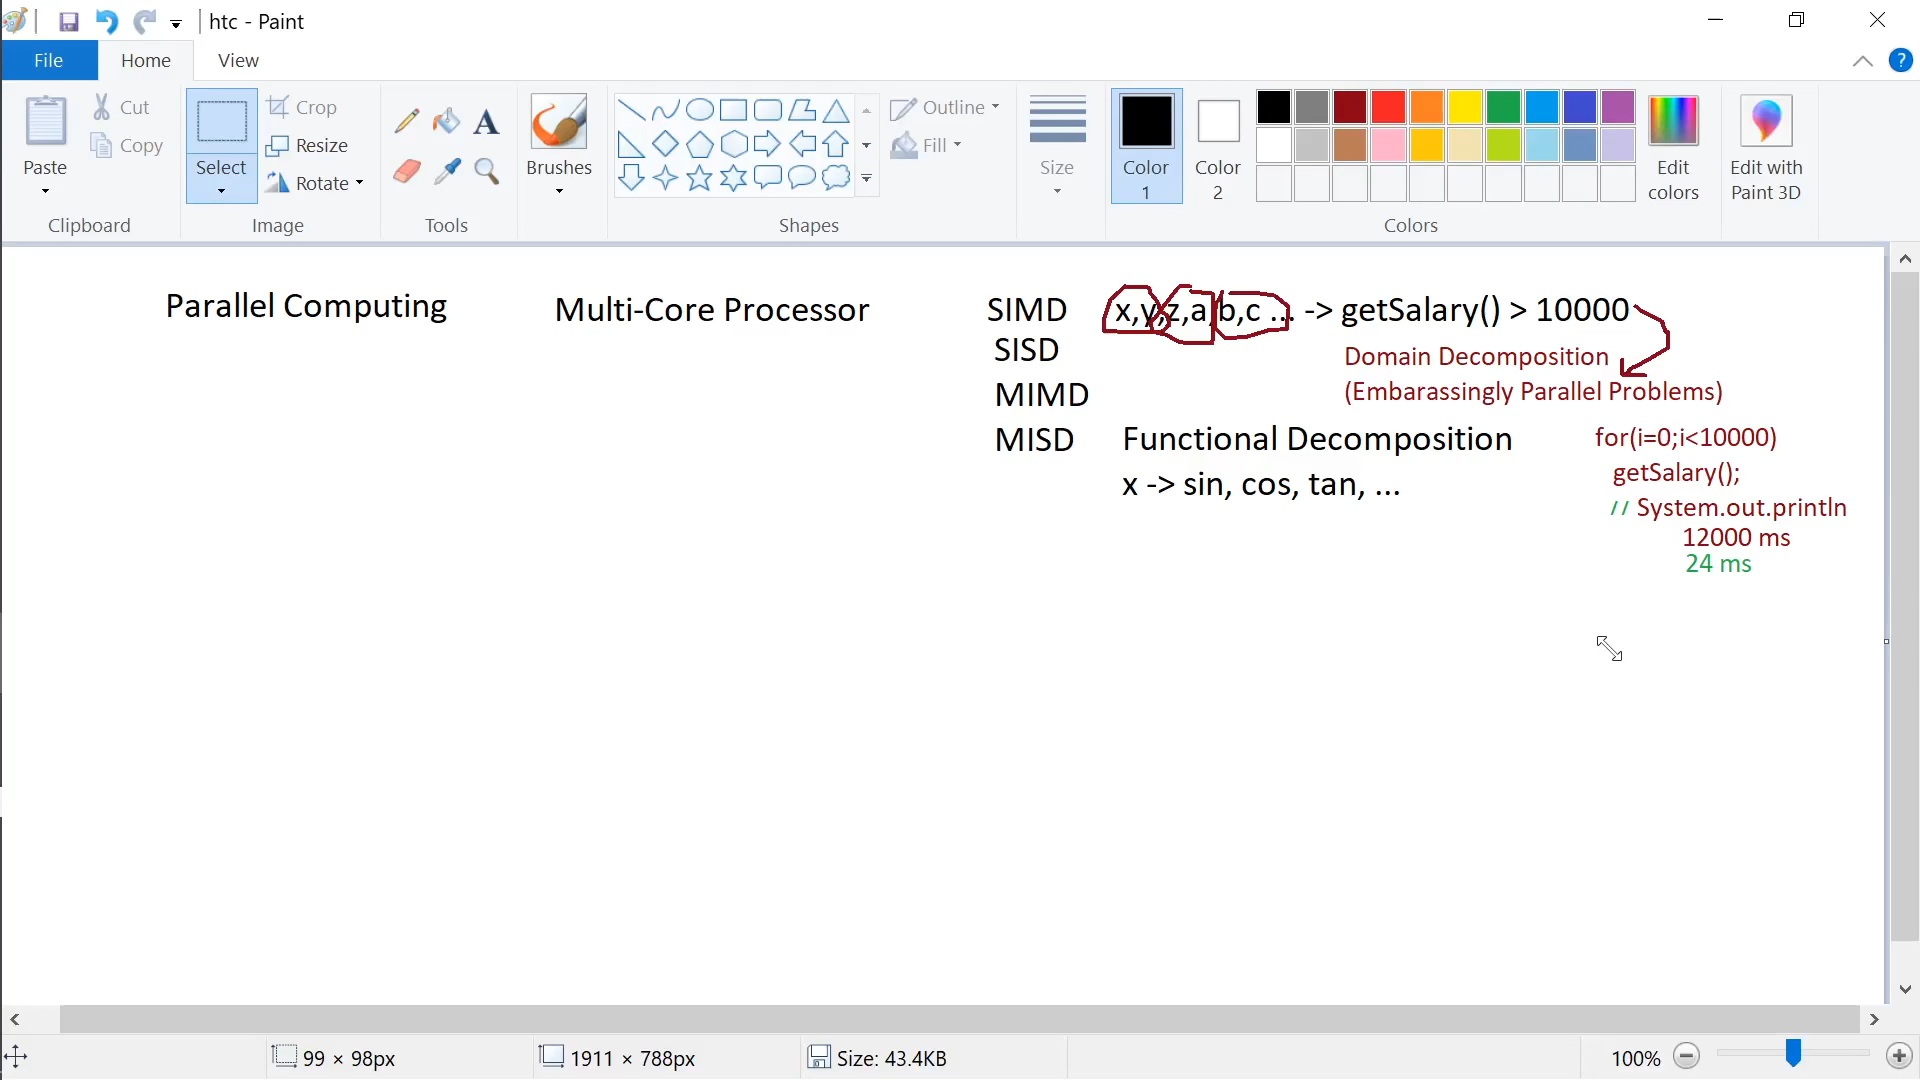 htc - Paint
File
Home
View
Paste
Cut
Copy
Clipboard
Select
Crop
Resize
Rotate
Image
A
Tools
Brushes
Outline
Fill
Shapes
Size
Color 1
Color 2
Edit colors
Edit with Paint 3D
Colors
?
Parallel Computing
Multi-Core Processor
SIMD x,y,z,a,b,c ... -> getSalary() > 10000
SISD
Domain Decomposition
(Embarassingly Parallel Problems)
MIMD
MISD Functional Decomposition
x -> sin, cos, tan, ...
for(i=0;i<10000)
getSalary();
// System.out.println
12000 ms
24 ms
99 × 98px
1911 × 788px
Size: 43.4KB
100%